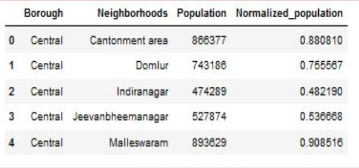 Borough Neighborhoods Population Normalized_population
0 Central Cantonment area 866377 0.880810
1 Central Domlur 743186 0.755567
2 Central Indiranagar 474289 0.482190
3 Central Jeevanbheemanagar 527874 0.536668
4 Central Malleswaram 893629 0.908516